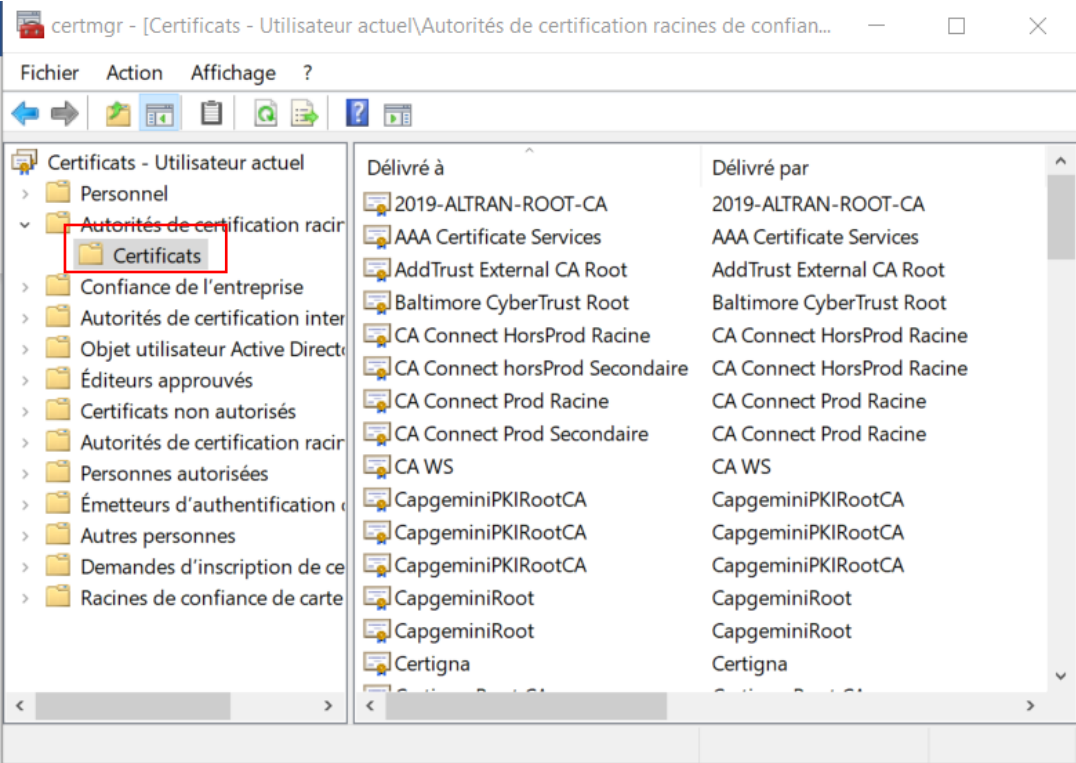 certmgr - [Certificats - Utilisateur actuel\Autorités de certification racines de confian...
Fichier Action Affichage ?
Certificats - Utilisateur actuel
Personnel
Autorités de certification racin
Certificats
Confiance de l'entreprise
Autorités de certification inter
Objet utilisateur Active Directo
Éditeurs approuvés
Certificats non autorisés
Autorités de certification racin
Personnes autorisées
Émetteurs d'authentification
Autres personnes
Demandes d'inscription de ce
Racines de confiance de carte
Délivré à Délivré par
2019-ALTRAN-ROOT-CA 2019-ALTRAN-ROOT-CA
AAA Certificate Services AAA Certificate Services
AddTrust External CA Root AddTrust External CA Root
Baltimore CyberTrust Root Baltimore CyberTrust Root
CA Connect HorsProd Racine CA Connect HorsProd Racine
CA Connect horsProd Secondaire CA Connect HorsProd Racine
CA Connect Prod Racine CA Connect Prod Racine
CA Connect Prod Secondaire CA Connect Prod Racine
CA WS CA WS
CapgeminiPKIRootCA CapgeminiPKIRootCA
CapgeminiPKIRootCA CapgeminiPKIRootCA
CapgeminiPKIRootCA CapgeminiPKIRootCA
CapgeminiRoot CapgeminiRoot
CapgeminiRoot CapgeminiRoot
Certigna Certigna